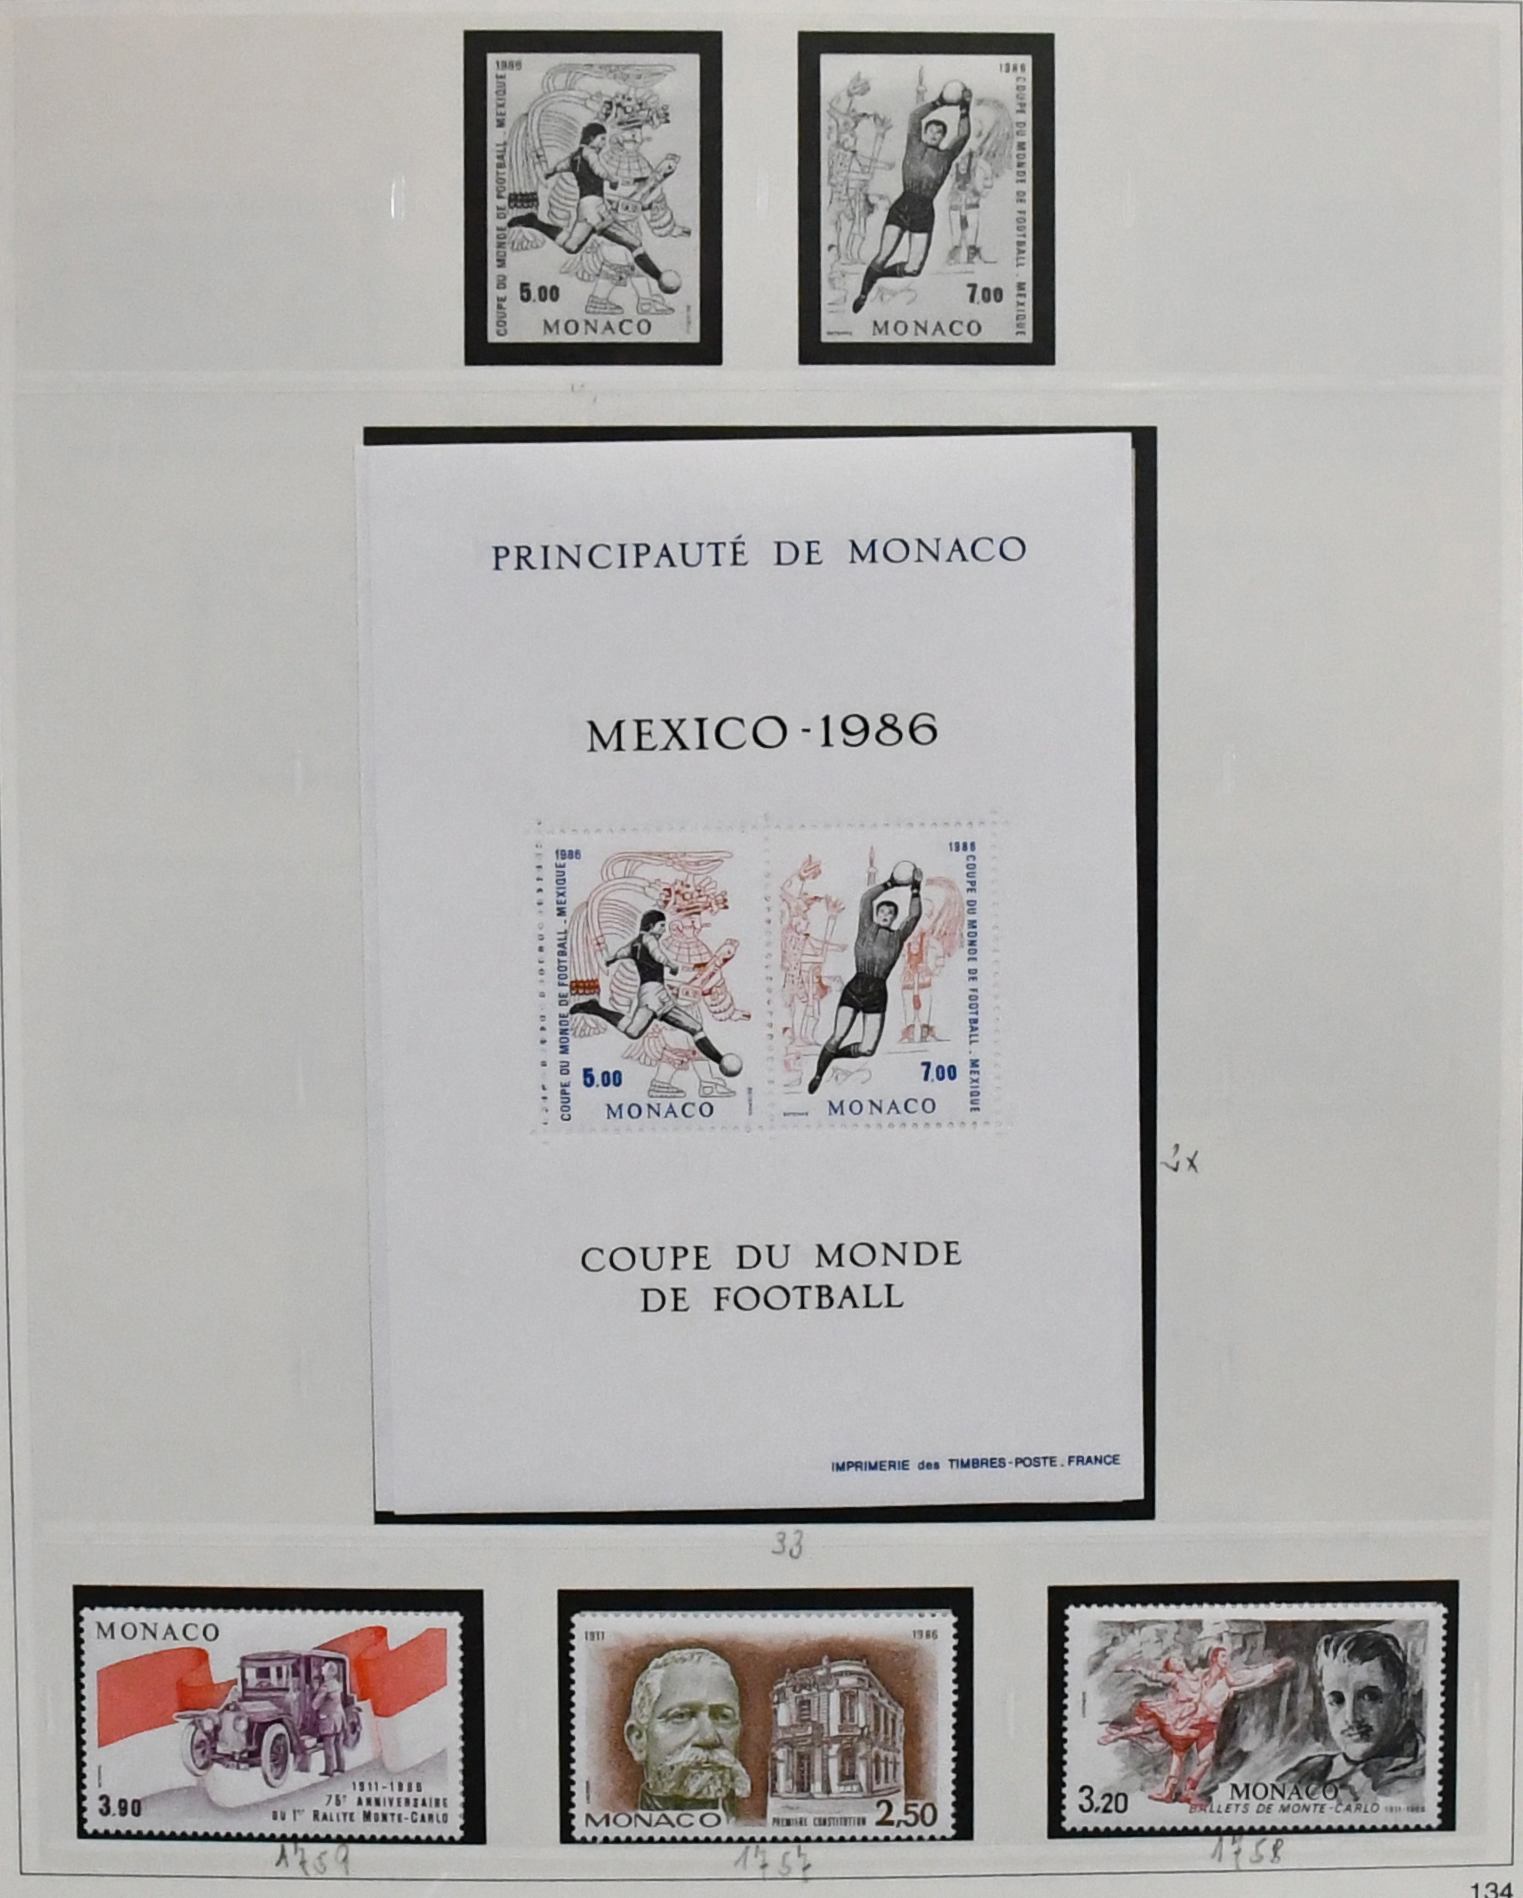 1986
COUPE DU MONDE DE FOOTBALL . MEXIQUE
5.00
MONACO
1986
COUPE DU MONDE DE FOOTBALL . MEXIQUE
7.00
MONACO
PRINCIPAUTÉ DE MONACO
MEXICO - 1986
1986
COUPE DU MONDE DE FOOTBALL . MEXIQUE
5.00
MONACO
1986
COUPE DU MONDE DE FOOTBALL . MEXIQUE
7.00
MONACO
2x
COUPE DU MONDE
DE FOOTBALL
IMPRIMERIE des TIMBRES-POSTE . FRANCE
33
MONACO
3.90
1911-1986
75e ANNIVERSAIRE
DU 1er RALLYE MONTE-CARLO
1759
1911
1986
MONACO
PREMIÈRE CONSTITUTION
2,50
1757
3,20
MONACO
BALLETS DE MONTE-CARLO 1911-1986
1758
134